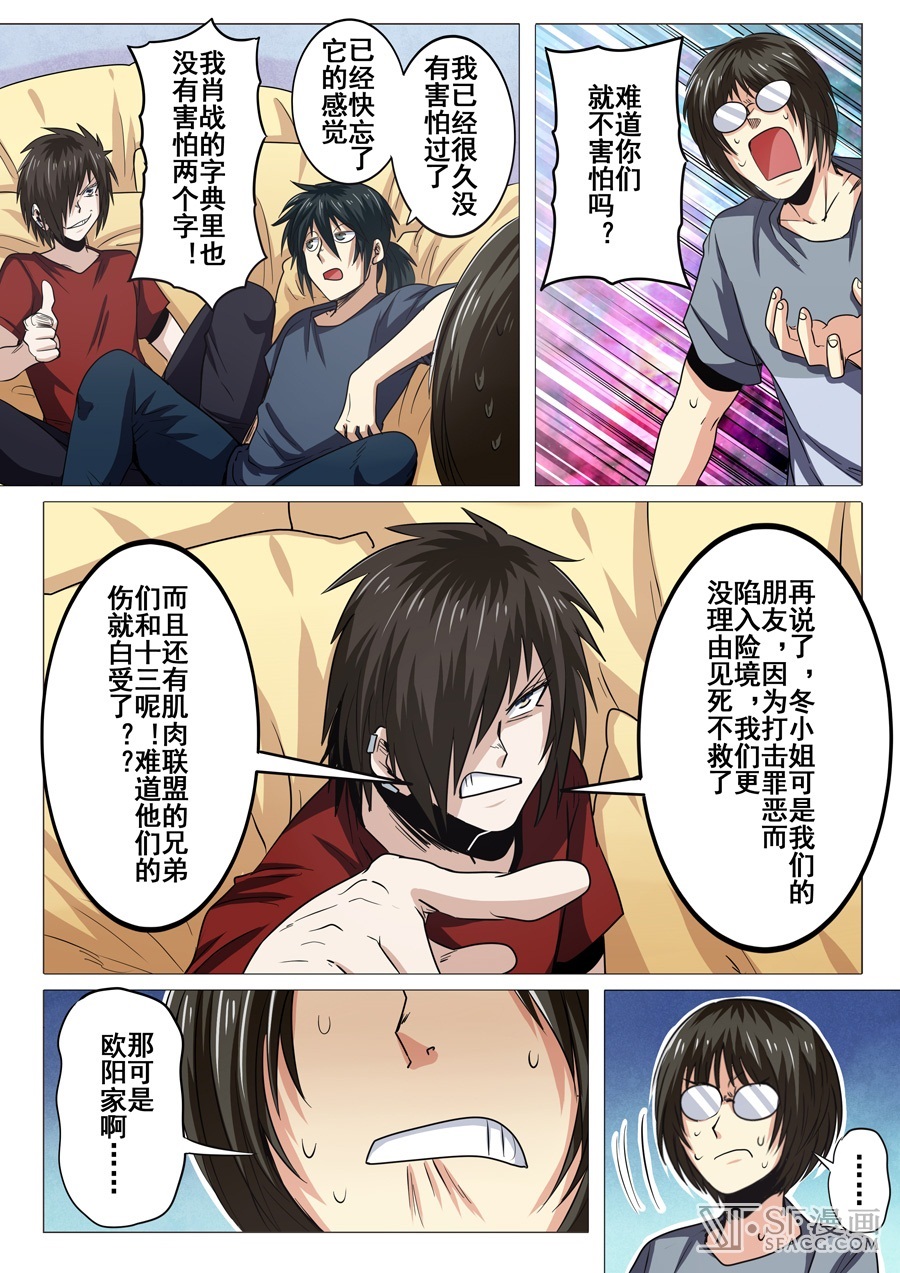 难道你们
就不害怕
吗？
我已经很久没
有害怕过了
已经快忘了
它的感觉
我肖战的字典里也
没有害怕两个字！
再说了，冬小姐可是我们的
朋友，因为打击罪恶而
陷入险境，我们更
没理由见死不救了
而且还有肌肉联盟的兄弟
们和十三呢！难道他们的
伤就白受了？？
……
那可是
欧阳家啊……
SF漫画
SFACG.COM